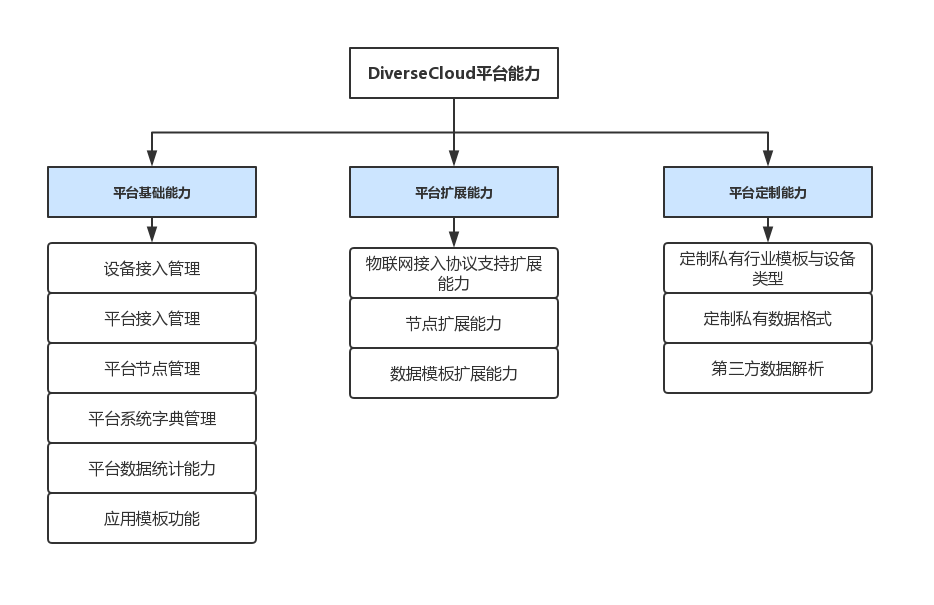 DiverseCloud平台能力
平台基础能力
平台扩展能力
平台定制能力
设备接入管理
平台接入管理
平台节点管理
平台系统字典管理
平台数据统计能力
应用模板功能
物联网接入协议支持扩展
能力
节点扩展能力
数据模板扩展能力
定制私有行业模板与设备
类型
定制私有数据格式
第三方数据解析